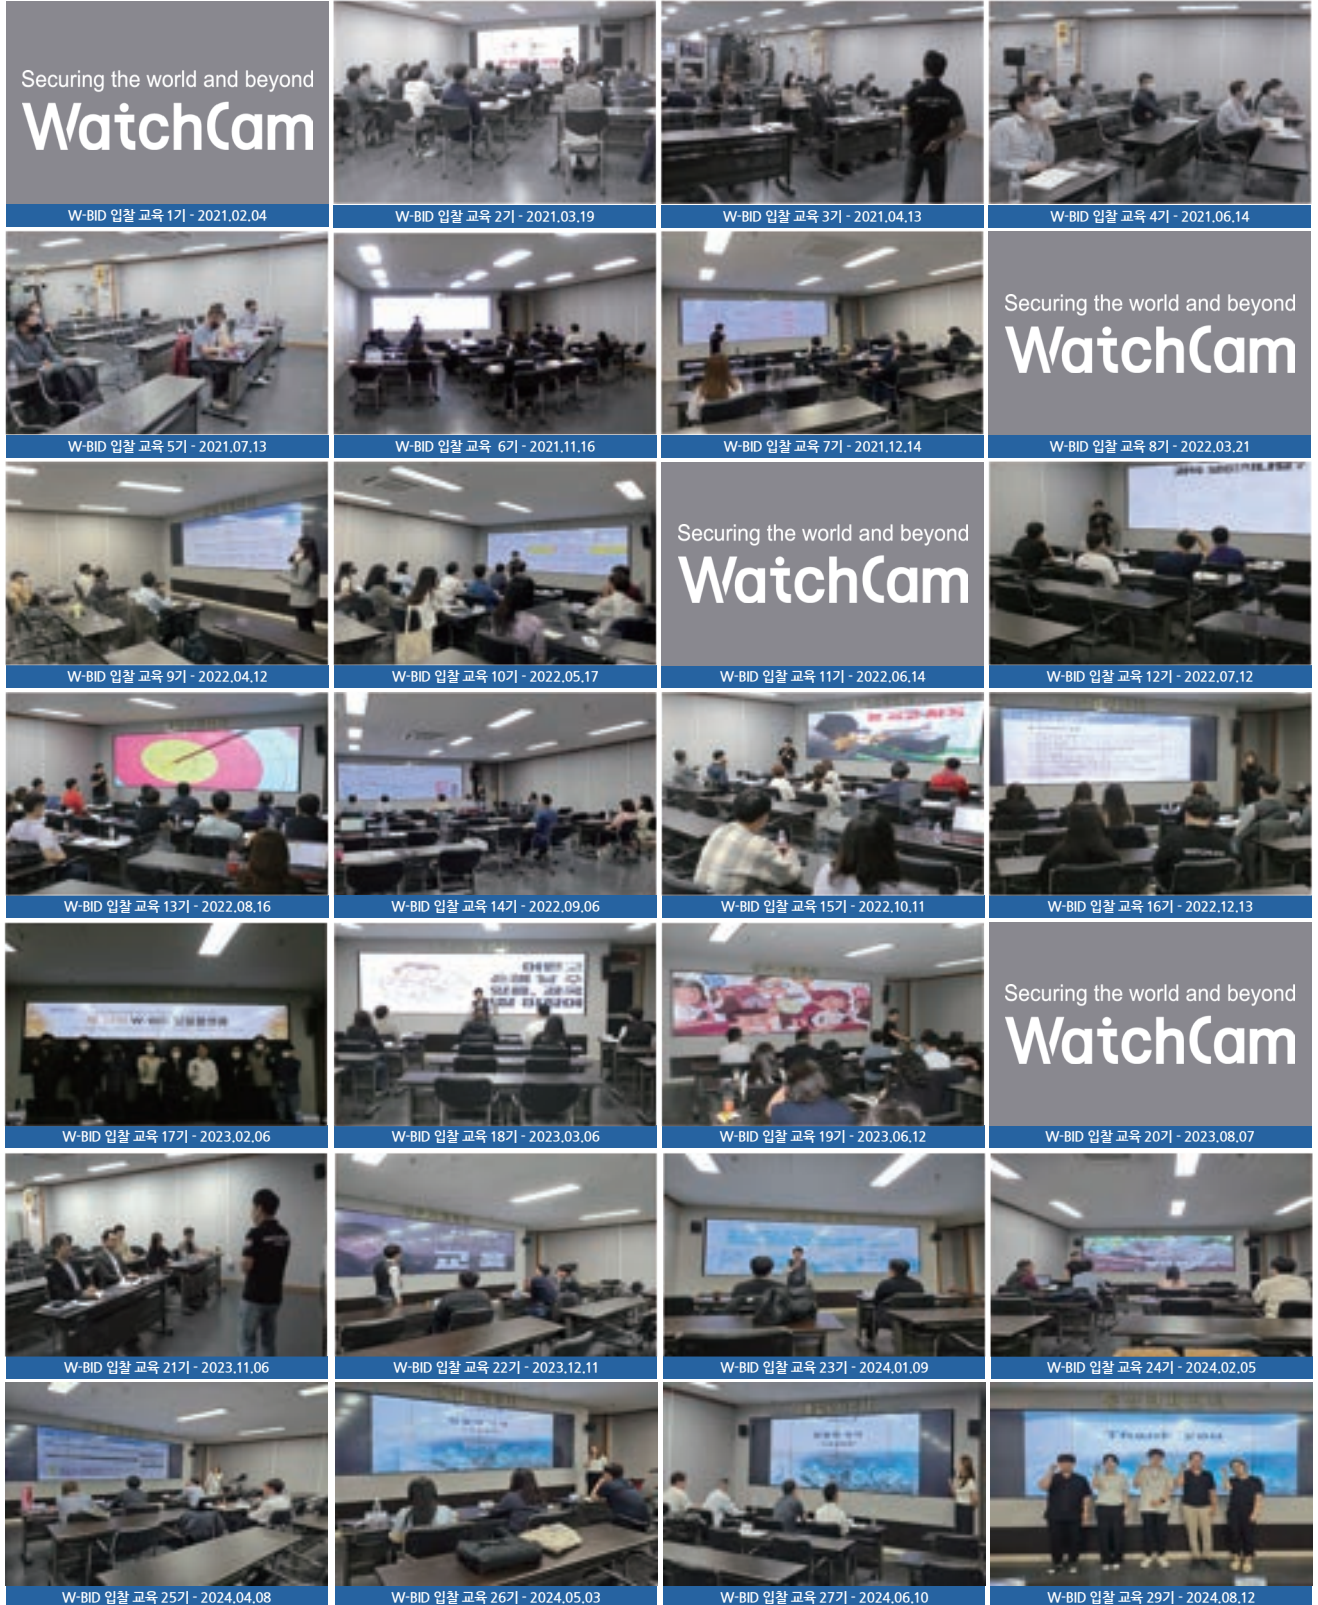 Securing the world and beyond
WatchCam
W-BID 입찰 교육 1기 - 2021.02.04
W-BID 입찰 교육 2기 - 2021.03.19
W-BID 입찰 교육 3기 - 2021.04.13
W-BID 입찰 교육 4기 - 2021.06.14
W-BID 입찰 교육 5기 - 2021.07.13
W-BID 입찰 교육 6기 - 2021.11.16
W-BID 입찰 교육 7기 - 2021.12.14
Securing the world and beyond
WatchCam
W-BID 입찰 교육 8기 - 2022.03.21
W-BID 입찰 교육 9기 - 2022.04.12
W-BID 입찰 교육 10기 - 2022.05.17
Securing the world and beyond
WatchCam
W-BID 입찰 교육 11기 - 2022.06.14
W-BID 입찰 교육 12기 - 2022.07.12
W-BID 입찰 교육 13기 - 2022.08.16
W-BID 입찰 교육 14기 - 2022.09.06
W-BID 입찰 교육 15기 - 2022.10.11
W-BID 입찰 교육 16기 - 2022.12.13
W-BID 입찰 교육 17기 - 2023.02.06
W-BID 입찰 교육 18기 - 2023.03.06
W-BID 입찰 교육 19기 - 2023.06.12
Securing the world and beyond
WatchCam
W-BID 입찰 교육 20기 - 2023.08.07
W-BID 입찰 교육 21기 - 2023.11.06
W-BID 입찰 교육 22기 - 2023.12.11
W-BID 입찰 교육 23기 - 2024.01.09
W-BID 입찰 교육 24기 - 2024.02.05
W-BID 입찰 교육 25기 - 2024.04.08
W-BID 입찰 교육 26기 - 2024.05.03
W-BID 입찰 교육 27기 - 2024.06.10
Thank you
W-BID 입찰 교육 29기 - 2024.08.12